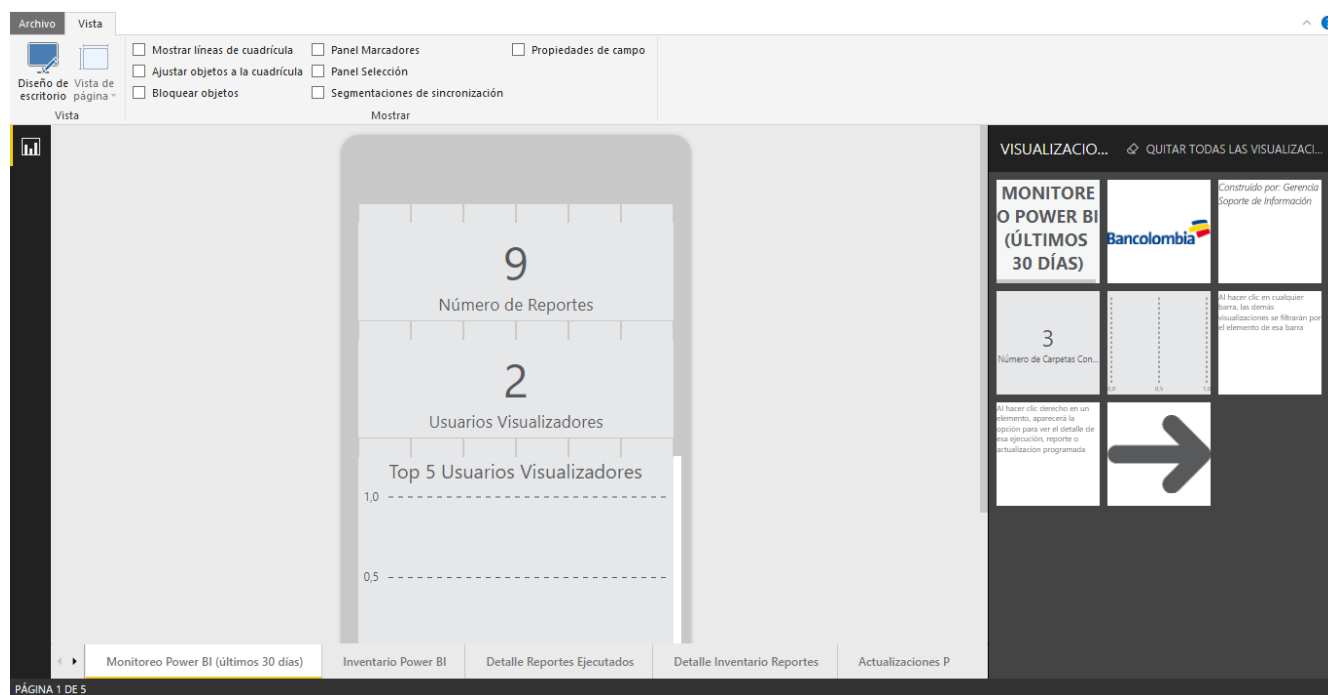 Archivo Vista
Mostrar líneas de cuadrícula Panel Marcadores Propiedades de campo
Ajustar objetos a la cuadrícula Panel Selección
Bloquear objetos Segmentaciones de sincronización
Diseño de escritorio
Vista de página
Vista Mostrar
9
Número de Reportes
2
Usuarios Visualizadores
Top 5 Usuarios Visualizadores
1,0
0,5
VISUALIZACIO... QUITAR TODAS LAS VISUALIZACI...
MONITORE
O POWER BI
(ÚLTIMOS
30 DÍAS)
Bancolombia
Construido por: Gerencia
Soporte de Información
3
Número de Carpetas Con...
0,0 0,5 1,0
Al hacer clic en cualquier
barra, las demás
visualizaciones se filtrarán por
el elemento de esa barra
Al hacer clic derecho en un
elemento, aparecerá la
opción para ver el detalle de
esa ejecución, reporte o
actualización programada
Monitoreo Power BI (últimos 30 días) Inventario Power BI Detalle Reportes Ejecutados Detalle Inventario Reportes Actualizaciones P
PÁGINA 1 DE 5